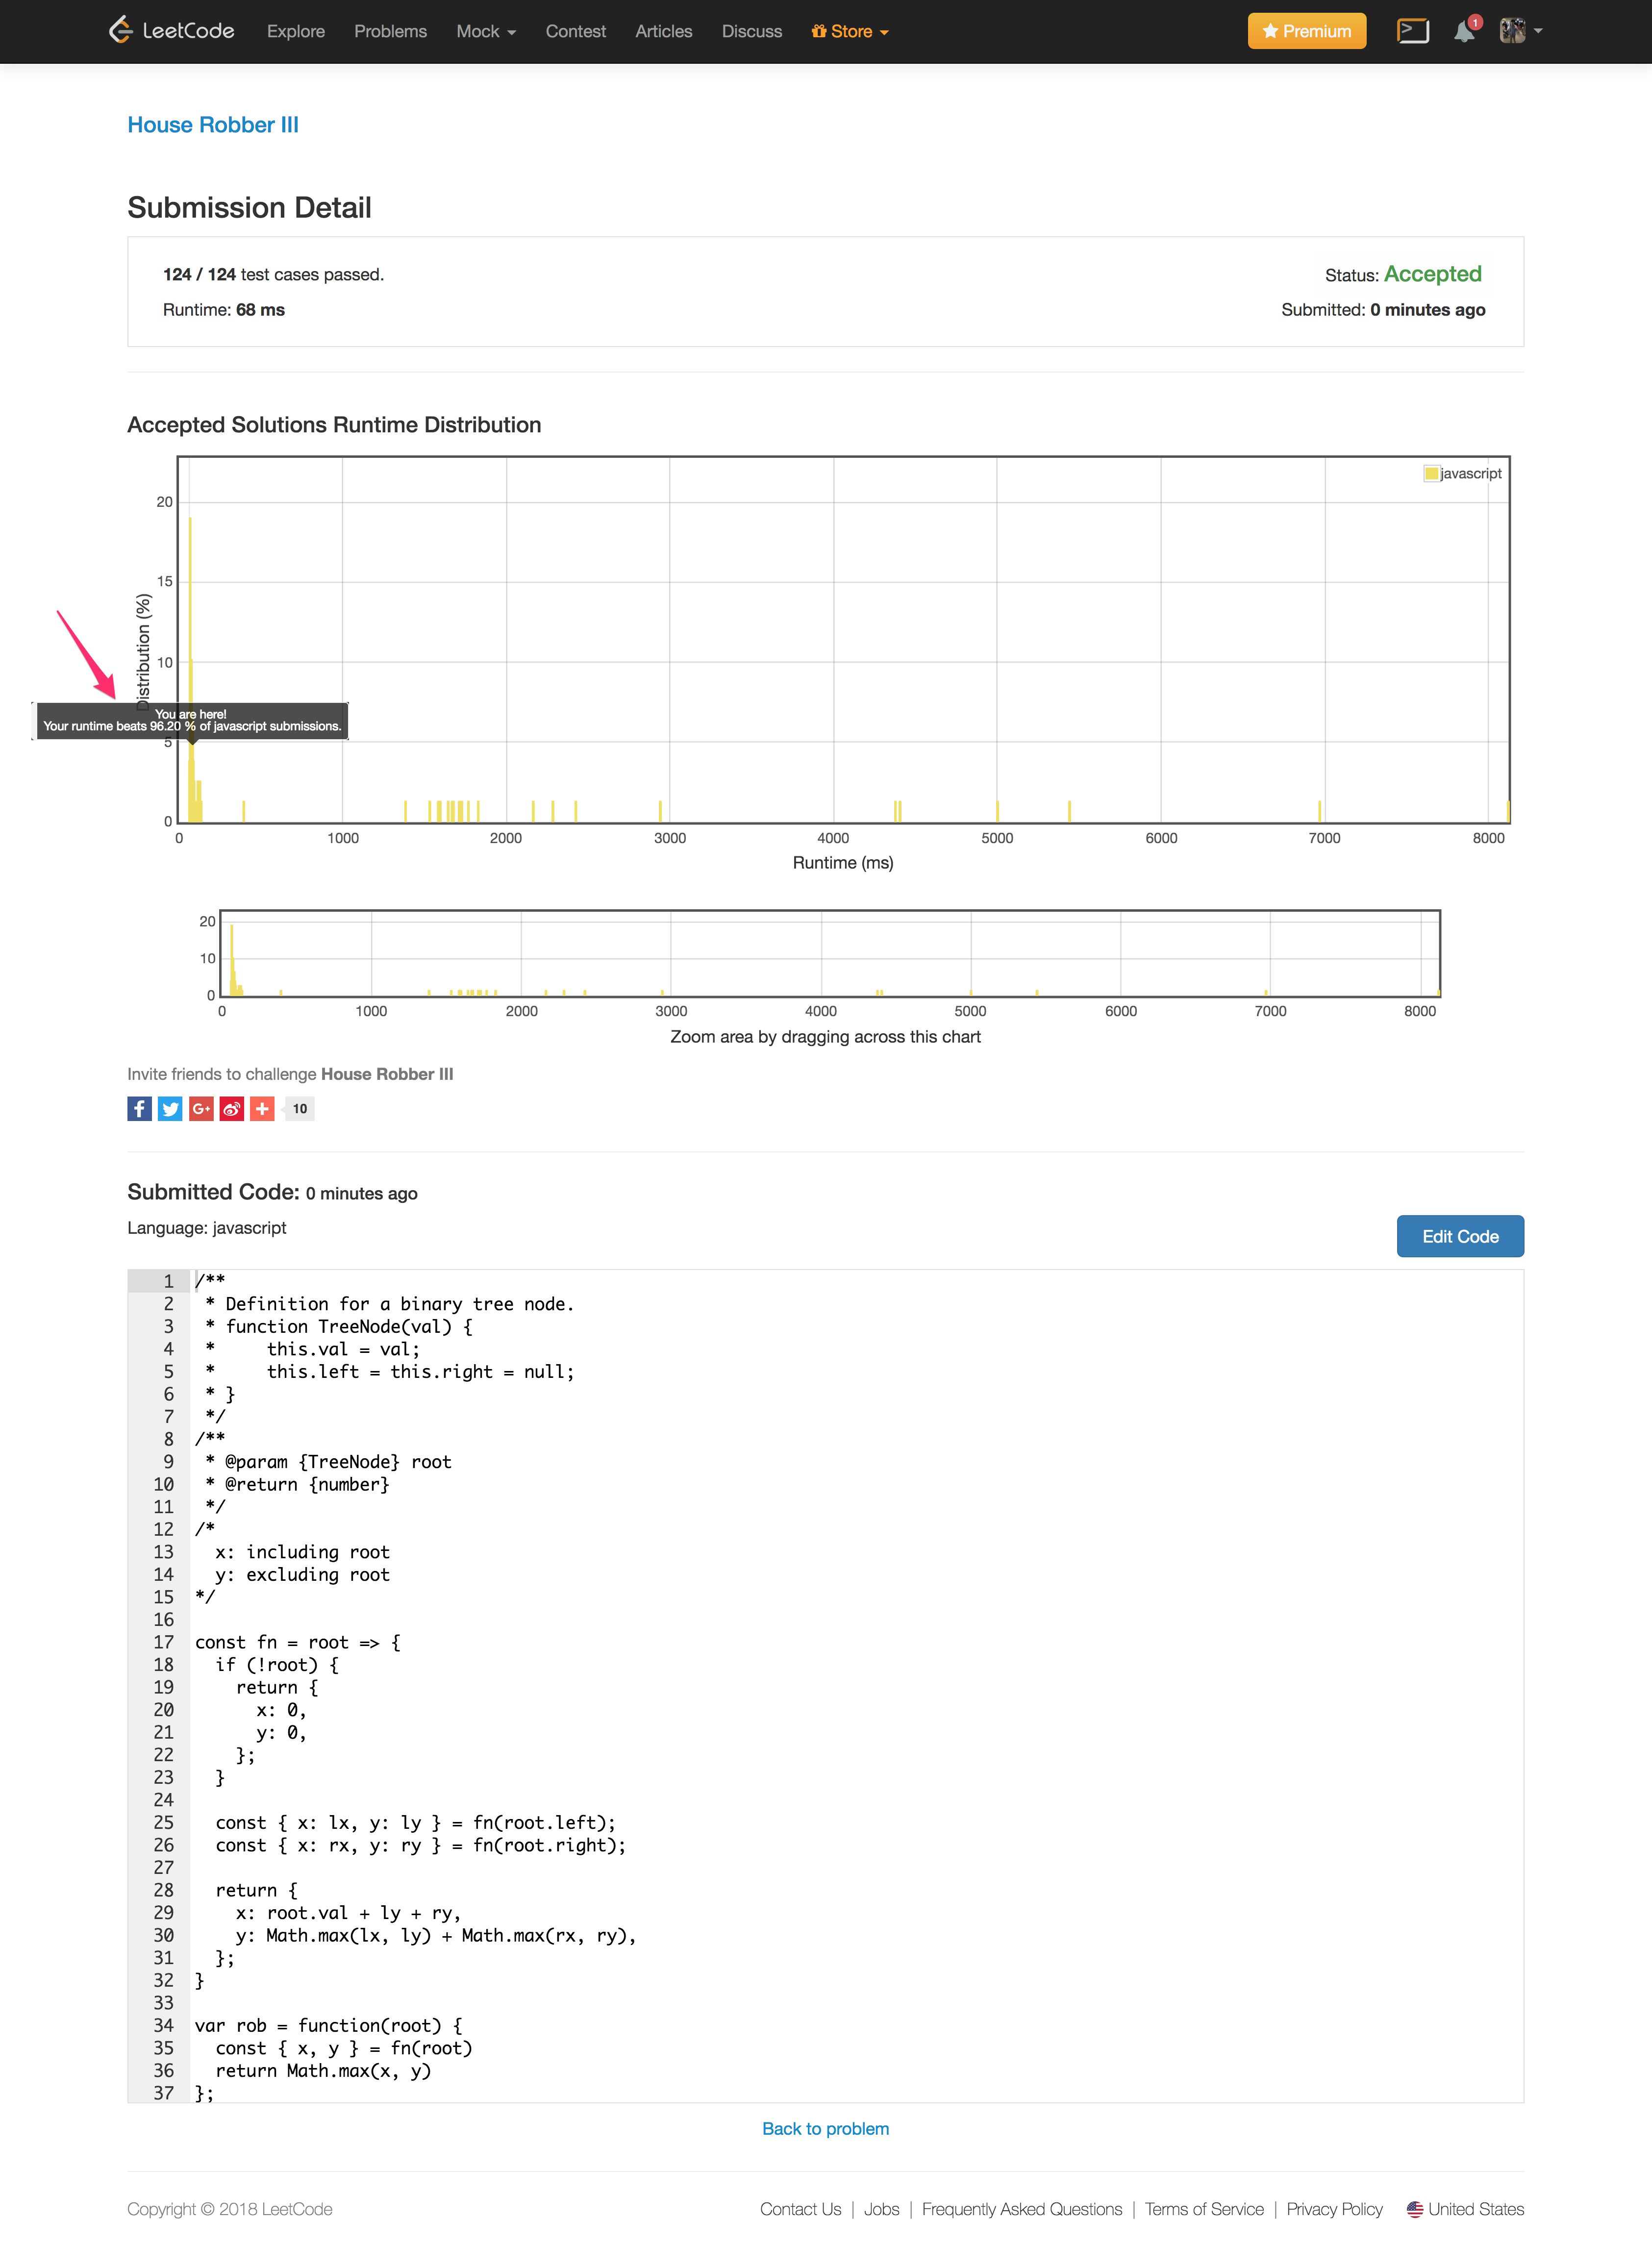 LeetCode Explore Problems Mock Contest Articles Discuss Store Premium 1
House Robber III
Submission Detail
124 / 124 test cases passed.
Status: Accepted
Runtime: 68 ms
Submitted: 0 minutes ago
Accepted Solutions Runtime Distribution
javascript
20
15
10
5
0
Distribution (%)
You are here!
Your runtime beats 96.20 % of javascript submissions.
0 1000 2000 3000 4000 5000 6000 7000 8000
Runtime (ms)
20
10
0
0 1000 2000 3000 4000 5000 6000 7000 8000
Zoom area by dragging across this chart
Invite friends to challenge House Robber III
10
Submitted Code: 0 minutes ago
Language: javascript
Edit Code
1 /**
2  * Definition for a binary tree node.
3  * function TreeNode(val) {
4  *     this.val = val;
5  *     this.left = this.right = null;
6  * }
7  */
8 /**
9  * @param {TreeNode} root
10  * @return {number}
11  */
12 /*
13   x: including root
14   y: excluding root
15 */
16
17 const fn = root => {
18   if (!root) {
19     return {
20       x: 0,
21       y: 0,
22     };
23   }
24
25   const { x: lx, y: ly } = fn(root.left);
26   const { x: rx, y: ry } = fn(root.right);
27
28   return {
29     x: root.val + ly + ry,
30     y: Math.max(lx, ly) + Math.max(rx, ry),
31   };
32 }
33
34 var rob = function(root) {
35   const { x, y } = fn(root)
36   return Math.max(x, y)
37 };
Back to problem
Copyright © 2018 LeetCode
Contact Us | Jobs | Frequently Asked Questions | Terms of Service | Privacy Policy United States